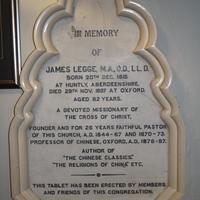 IN MEMORY
OF
JAMES LEGGE, M.A., D.D., LL.D.
BORN 20TH DEC. 1815
AT HUNTLY, ABERDEENSHIRE.
DIED 29TH NOV. 1897 AT OXFORD.
AGED 82 YEARS.
A DEVOTED MISSIONARY OF
THE CROSS OF CHRIST,
FOUNDER AND FOR 26 YEARS FAITHFUL PASTOR
OF THIS CHURCH, A.D. 1844-67 AND 1870-73.
PROFESSOR OF CHINESE, OXFORD, A.D. 1876-97.
AUTHOR OF
"THE CHINESE CLASSICS,"
"THE RELIGIONS OF CHINA" ETC.
THIS TABLET HAS BEEN ERECTED BY MEMBERS
AND FRIENDS OF THIS CONGREGATION.